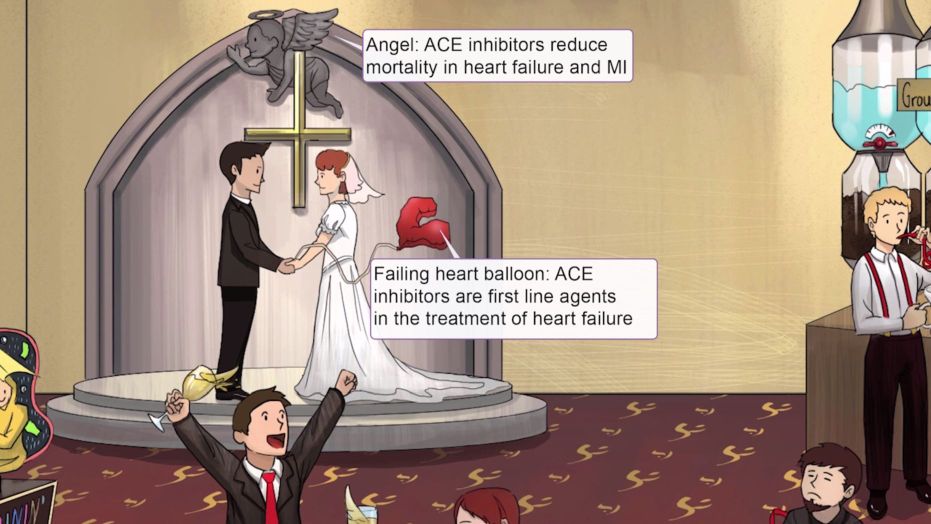 Angel: ACE inhibitors reduce
mortality in heart failure and MI
Failing heart balloon: ACE
inhibitors are first line agents
in the treatment of heart failure